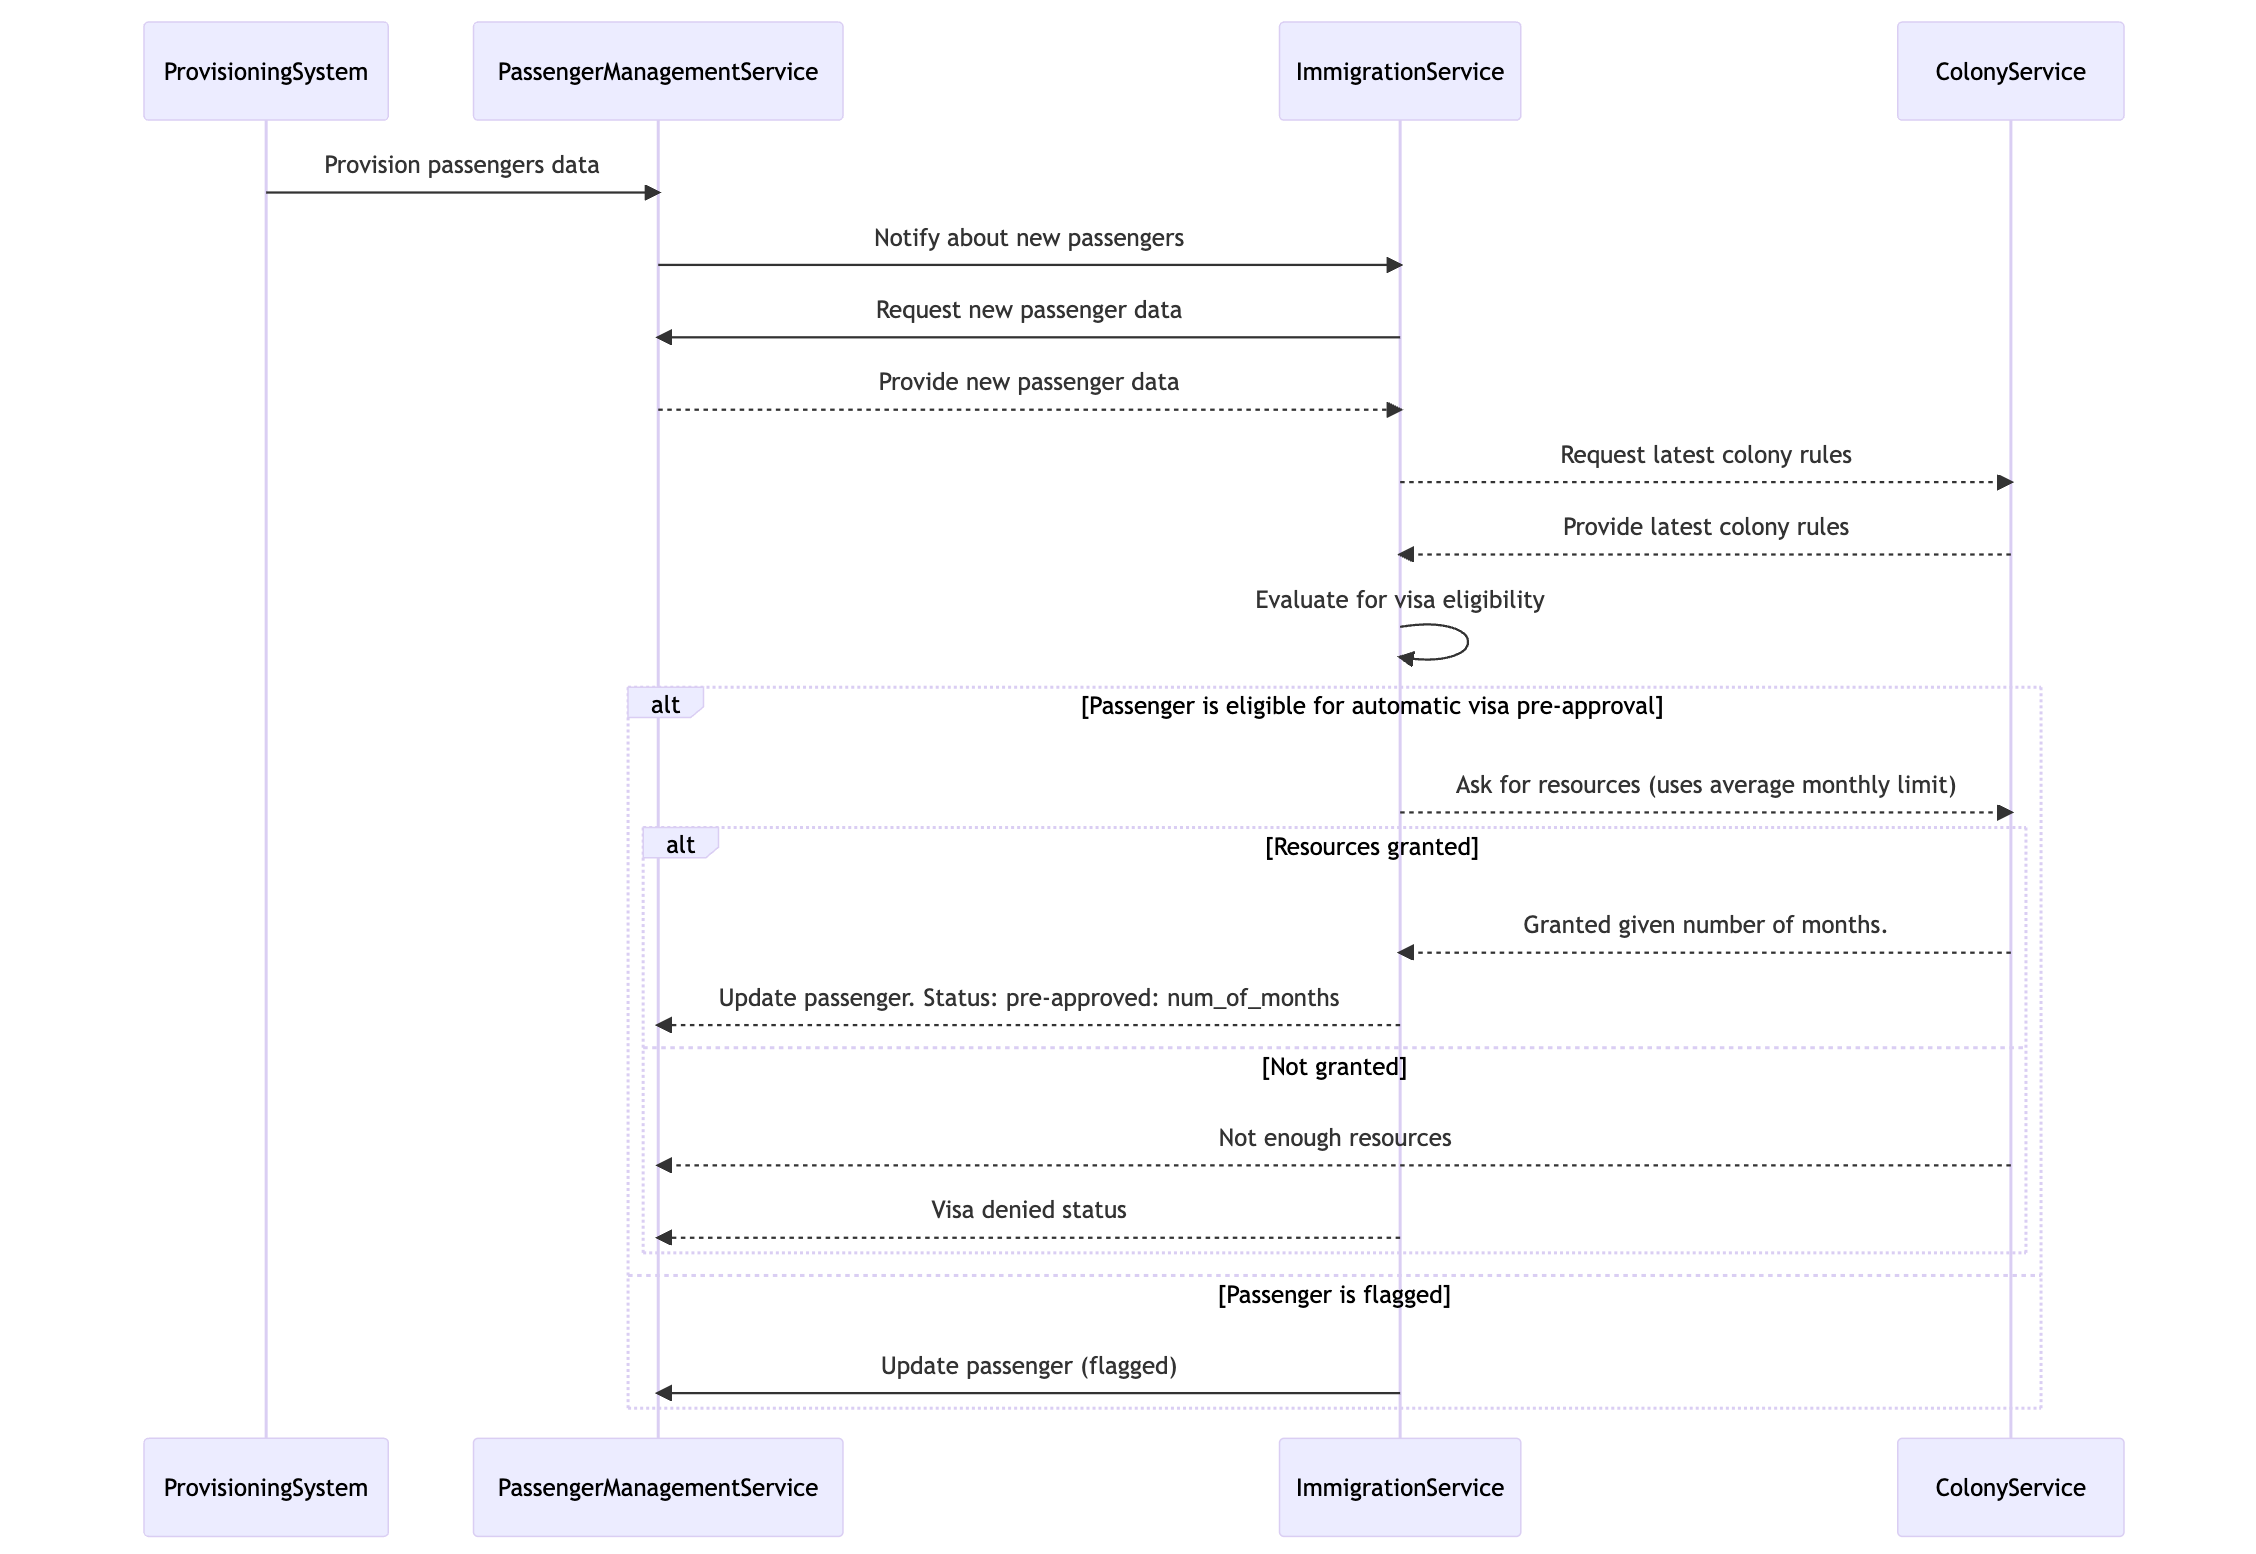 ProvisioningSystem
PassengerManagementService
ImmigrationService
ColonyService
Provision passengers data
Notify about new passengers
Request new passenger data
Provide new passenger data
Request latest colony rules
Provide latest colony rules
Evaluate for visa eligibility
alt
[Passenger is eligible for automatic visa pre-approval]
Ask for resources (uses average monthly limit)
alt
[Resources granted]
Granted given number of months.
Update passenger. Status: pre-approved: num_of_months
[Not granted]
Not enough resources
Visa denied status
[Passenger is flagged]
Update passenger (flagged)
ProvisioningSystem
PassengerManagementService
ImmigrationService
ColonyService